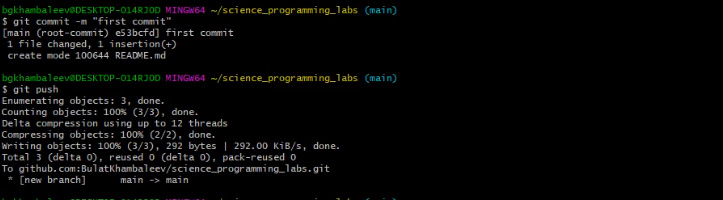 bgkhambaleev@DESKTOP-O14RJOD MINGW64 ~/science_programming_labs (main)
$ git commit -m "first commit"
[main (root-commit) e53bcfd] first commit
 1 file changed, 1 insertion(+)
 create mode 100644 README.md
bgkhambaleev@DESKTOP-O14RJOD MINGW64 ~/science_programming_labs (main)
$ git push
Enumerating objects: 3, done.
Counting objects: 100% (3/3), done.
Delta compression using up to 12 threads
Compressing objects: 100% (2/2), done.
Writing objects: 100% (3/3), 292 bytes | 292.00 KiB/s, done.
Total 3 (delta 0), reused 0 (delta 0), pack-reused 0
To github.com:BulatKhambaleev/science_programming_labs.git
 * [new branch]      main -> main